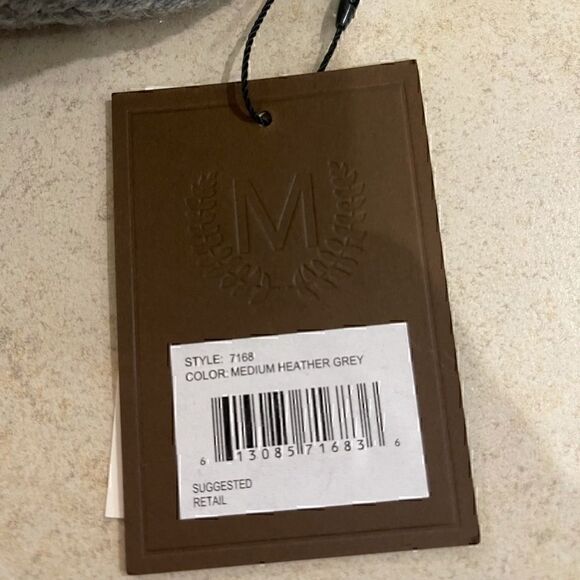 M
STYLE: 7168
COLOR: MEDIUM HEATHER GREY
6 13085 71683 6
SUGGESTED
RETAIL